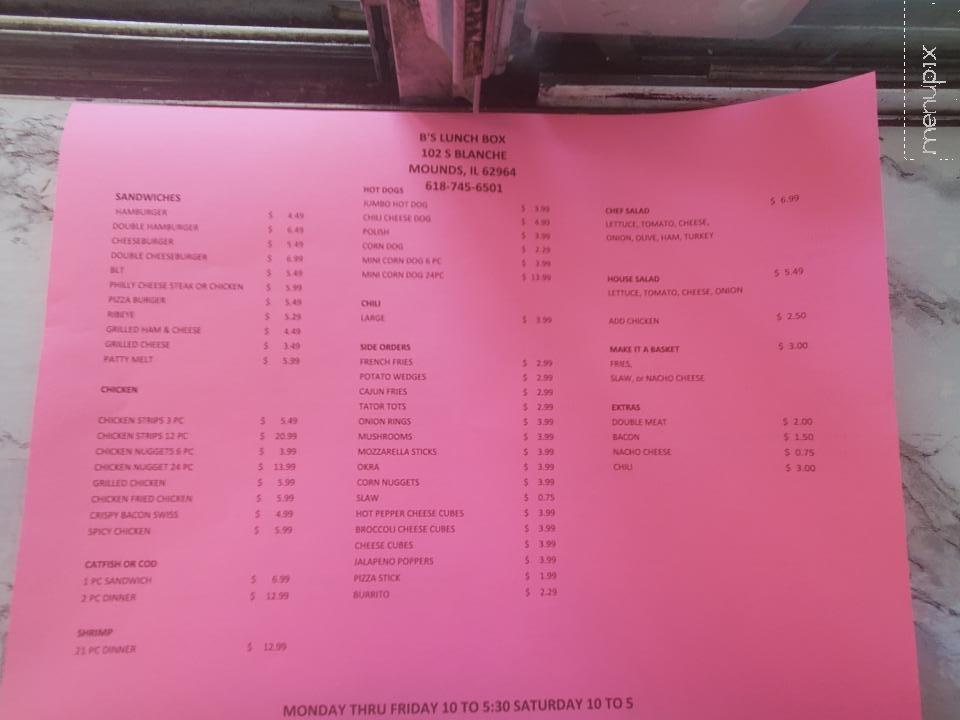 menupix
B'S LUNCH BOX
102 S BLANCHE
MOUNDS, IL 62964
618-745-6501
SANDWICHES
HAMBURGER $ 4.49
DOUBLE HAMBURGER $ 6.49
CHEESEBURGER $ 5.49
DOUBLE CHEESEBURGER $ 6.99
BLT $ 5.49
PHILLY CHEESE STEAK OR CHICKEN $ 5.99
PIZZA BURGER $ 5.49
RIBEYE $ 5.29
GRILLED HAM & CHEESE $ 4.49
GRILLED CHEESE $ 3.49
PATTY MELT $ 5.99
CHICKEN
CHICKEN STRIPS 3 PC $ 5.49
CHICKEN STRIPS 12 PC $ 20.99
CHICKEN NUGGETS 6 PC $ 3.99
CHICKEN NUGGET 24 PC $ 13.99
GRILLED CHICKEN $ 5.99
CHICKEN FRIED CHICKEN $ 5.99
CRISPY BACON SWISS $ 4.99
SPICY CHICKEN $ 5.99
CATFISH OR COD
1 PC SANDWICH $ 6.99
2 PC DINNER $ 12.99
SHRIMP
21 PC DINNER $ 12.99
HOT DOGS
JUMBO HOT DOG $ 3.99
CHILI CHEESE DOG $ 4.99
POLISH $ 3.99
CORN DOG $ 2.29
MINI CORN DOG 6 PC $ 3.99
MINI CORN DOG 24PC $ 13.99
CHILI
LARGE $ 3.99
SIDE ORDERS
FRENCH FRIES $ 2.99
POTATO WEDGES $ 2.99
CAJUN FRIES $ 2.99
TATOR TOTS $ 2.99
ONION RINGS $ 3.99
MUSHROOMS $ 3.99
MOZZARELLA STICKS $ 3.99
OKRA $ 3.99
CORN NUGGETS $ 3.99
SLAW $ 0.75
HOT PEPPER CHEESE CUBES $ 3.99
BROCCOLI CHEESE CUBES $ 3.99
CHEESE CUBES $ 3.99
JALAPENO POPPERS $ 3.99
PIZZA STICK $ 1.99
BURRITO $ 2.29
CHEF SALAD $ 6.99
LETTUCE, TOMATO, CHEESE,
ONION, OLIVE, HAM, TURKEY
HOUSE SALAD $ 5.49
LETTUCE, TOMATO, CHEESE, ONION
ADD CHICKEN $ 2.50
MAKE IT A BASKET $ 3.00
FRIES,
SLAW, or NACHO CHEESE
EXTRAS
DOUBLE MEAT $ 2.00
BACON $ 1.50
NACHO CHEESE $ 0.75
CHILI $ 3.00
MONDAY THRU FRIDAY 10 TO 5:30 SATURDAY 10 TO 5